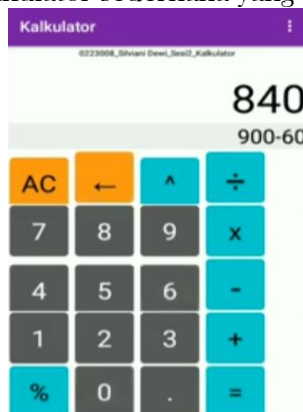 Kalkulator
0223008_Silviani Dewi_Sesi2_Kalkulator
840
900-60
AC ← ^ ÷
7 8 9 x
4 5 6 -
1 2 3 +
% 0 . =